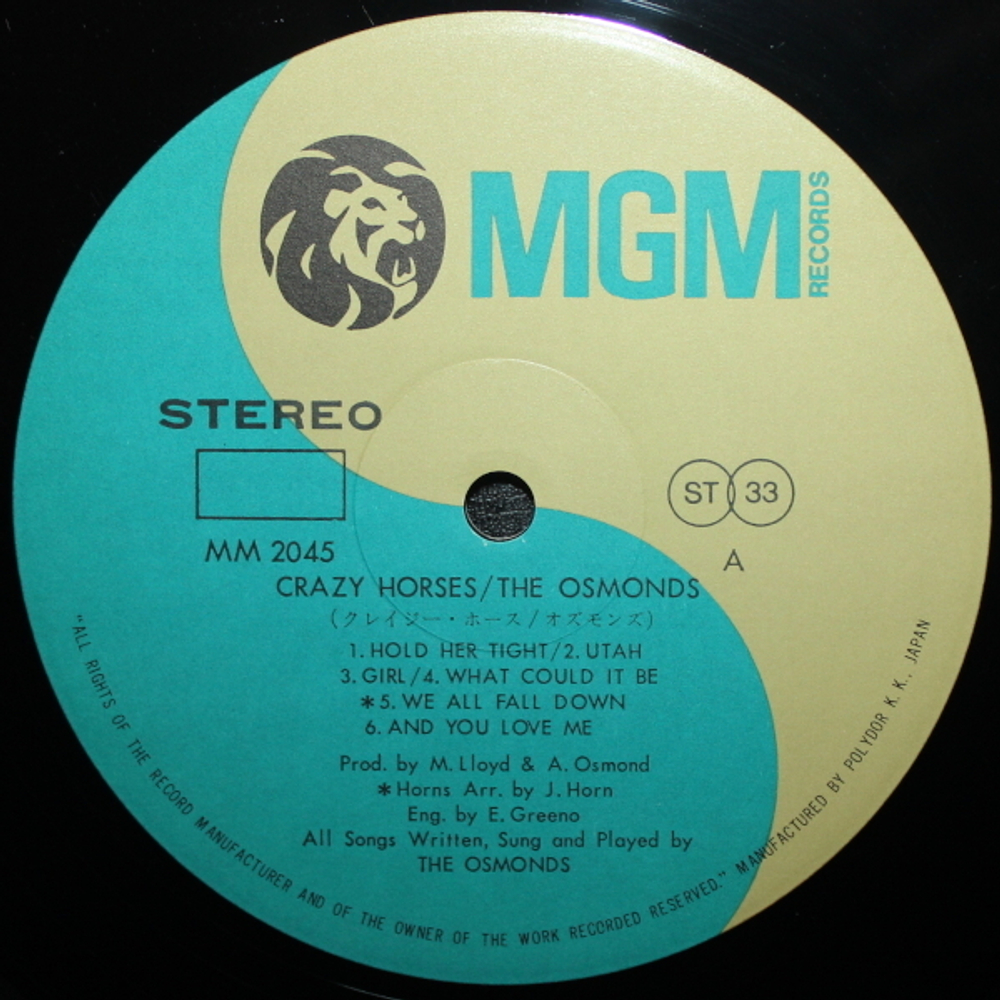 MGM RECORDS
STEREO
ST 33
MM 2045
A
CRAZY HORSES/THE OSMONDS
(クレイジー・ホース/オズモンズ)
1. HOLD HER TIGHT/2. UTAH
3. GIRL/4. WHAT COULD IT BE
*5. WE ALL FALL DOWN
6. AND YOU LOVE ME
Prod. by M. Lloyd & A. Osmond
*Horns Arr. by J. Horn
Eng. by E. Greeno
All Songs Written, Sung and Played by
THE OSMONDS
"ALL RIGHTS OF THE RECORD MANUFACTURER AND OF THE OWNER OF THE WORK RECORDED RESERVED." MANUFACTURED BY POLYDOR K. K., JAPAN